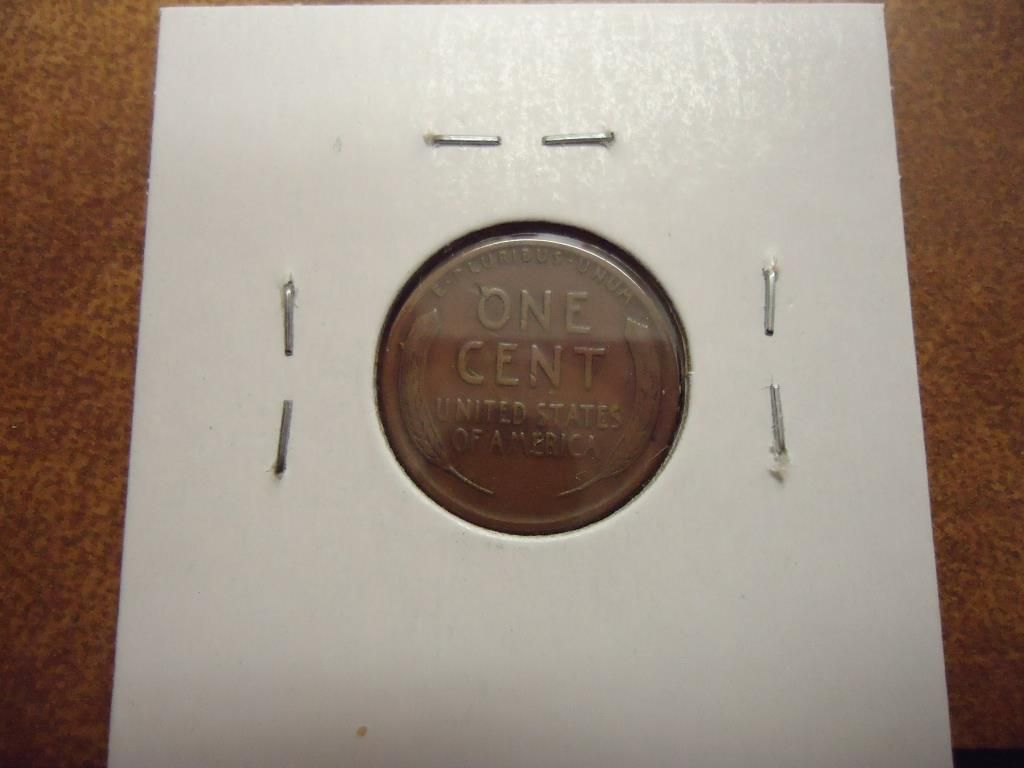 E·PLURIBUS·UNUM
ONE
CENT
UNITED STATES
OF AMERICA